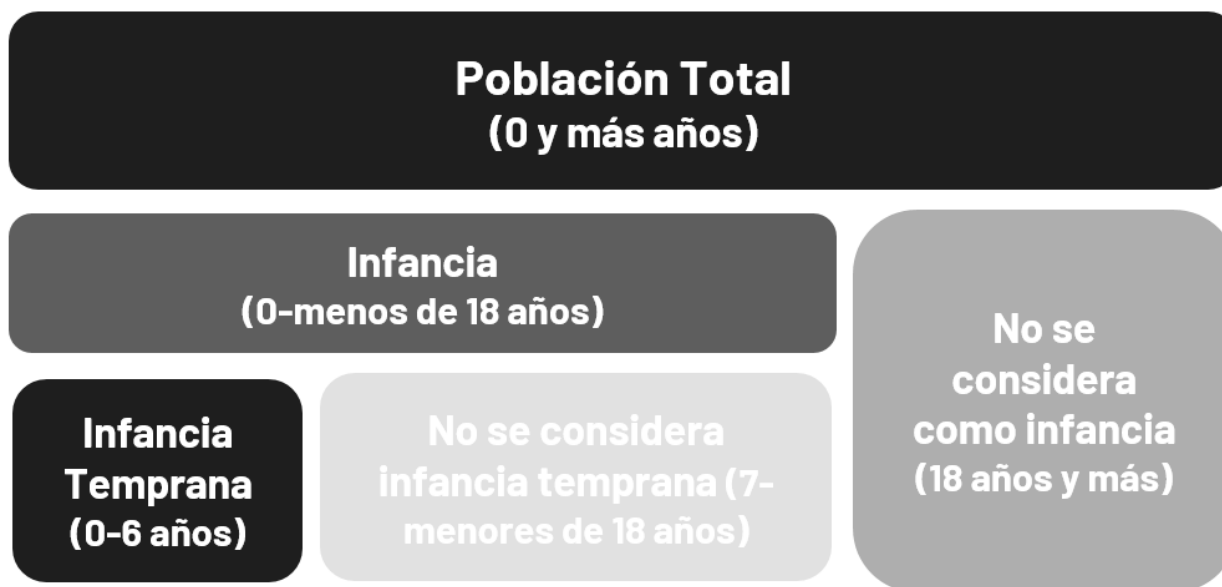 Población Total
(0 y más años)
Infancia
(0-menos de 18 años)
No se
considera
como infancia
(18 años y más)
Infancia
Temprana
(0-6 años)
No se considera
infancia temprana (7-
menores de 18 años)